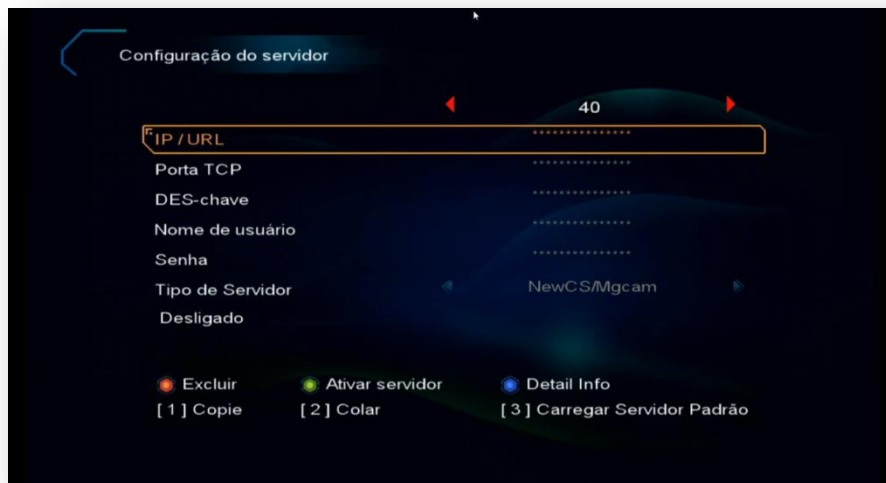 Configuração do servidor
40
IP / URL ***************
Porta TCP ***************
DES-chave ***************
Nome de usuário ***************
Senha ***************
Tipo de Servidor NewCS/Mgcam
Desligado
Excluir Ativar servidor Detail Info
[ 1 ] Copie [ 2 ] Colar [ 3 ] Carregar Servidor Padrão